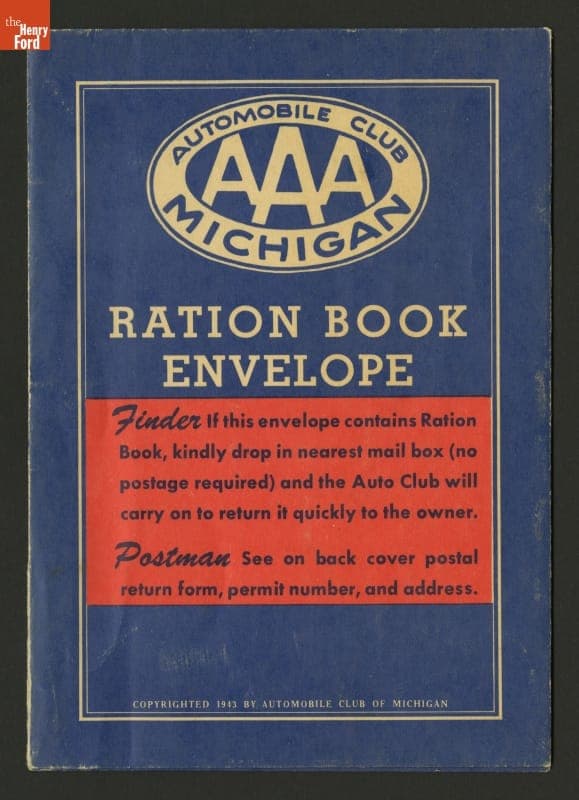 the
Henry
Ford
AUTOMOBILE CLUB
AAA
MICHIGAN
RATION BOOK
ENVELOPE
Finder If this envelope contains Ration
Book, kindly drop in nearest mail box (no
postage required) and the Auto Club will
carry on to return it quickly to the owner.
Postman See on back cover postal
return form, permit number, and address.
COPYRIGHTED 1943 BY AUTOMOBILE CLUB OF MICHIGAN